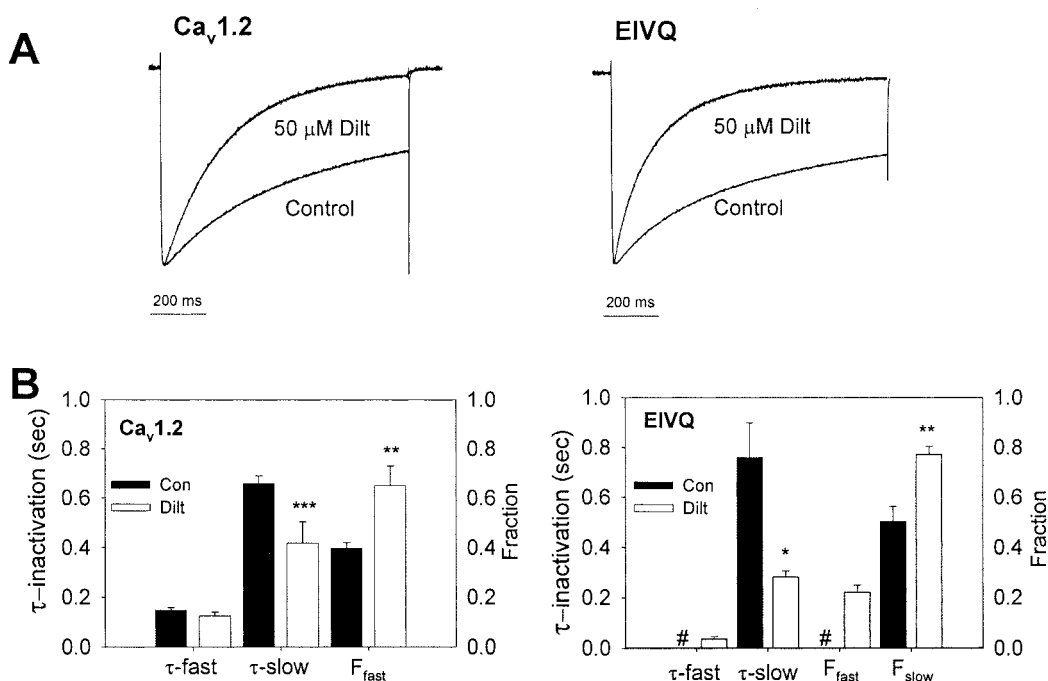 A
Cav1.2
EIVQ
50 μM Dilt
Control
200 ms
50 μM Dilt
Control
200 ms
B
τ–inactivation (sec)
1.0
0.8
0.6
0.4
0.2
0.0
Cav1.2
Con
Dilt
***
**
τ-fast
τ-slow
Ffast
1.0
0.8
0.6
0.4
0.2
0.0
Fraction
τ–inactivation (sec)
1.0
0.8
0.6
0.4
0.2
0.0
EIVQ
Con
Dilt
#
*
#
**
τ-fast
τ-slow
Ffast
Fslow
1.0
0.8
0.6
0.4
0.2
0.0
Fraction